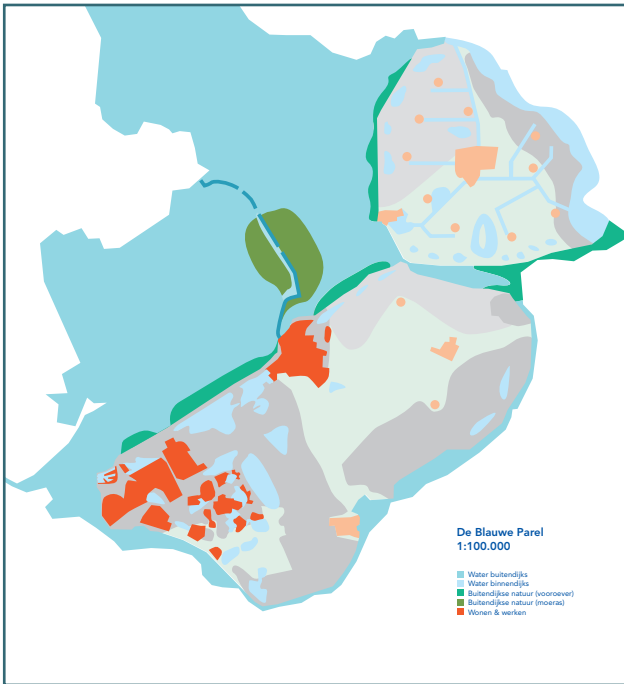 De Blauwe Parel
1:100.000
Water buitendijks
Water binnendijks
Buitendijkse natuur (vooroever)
Buitendijkse natuur (moeras)
Wonen & werken